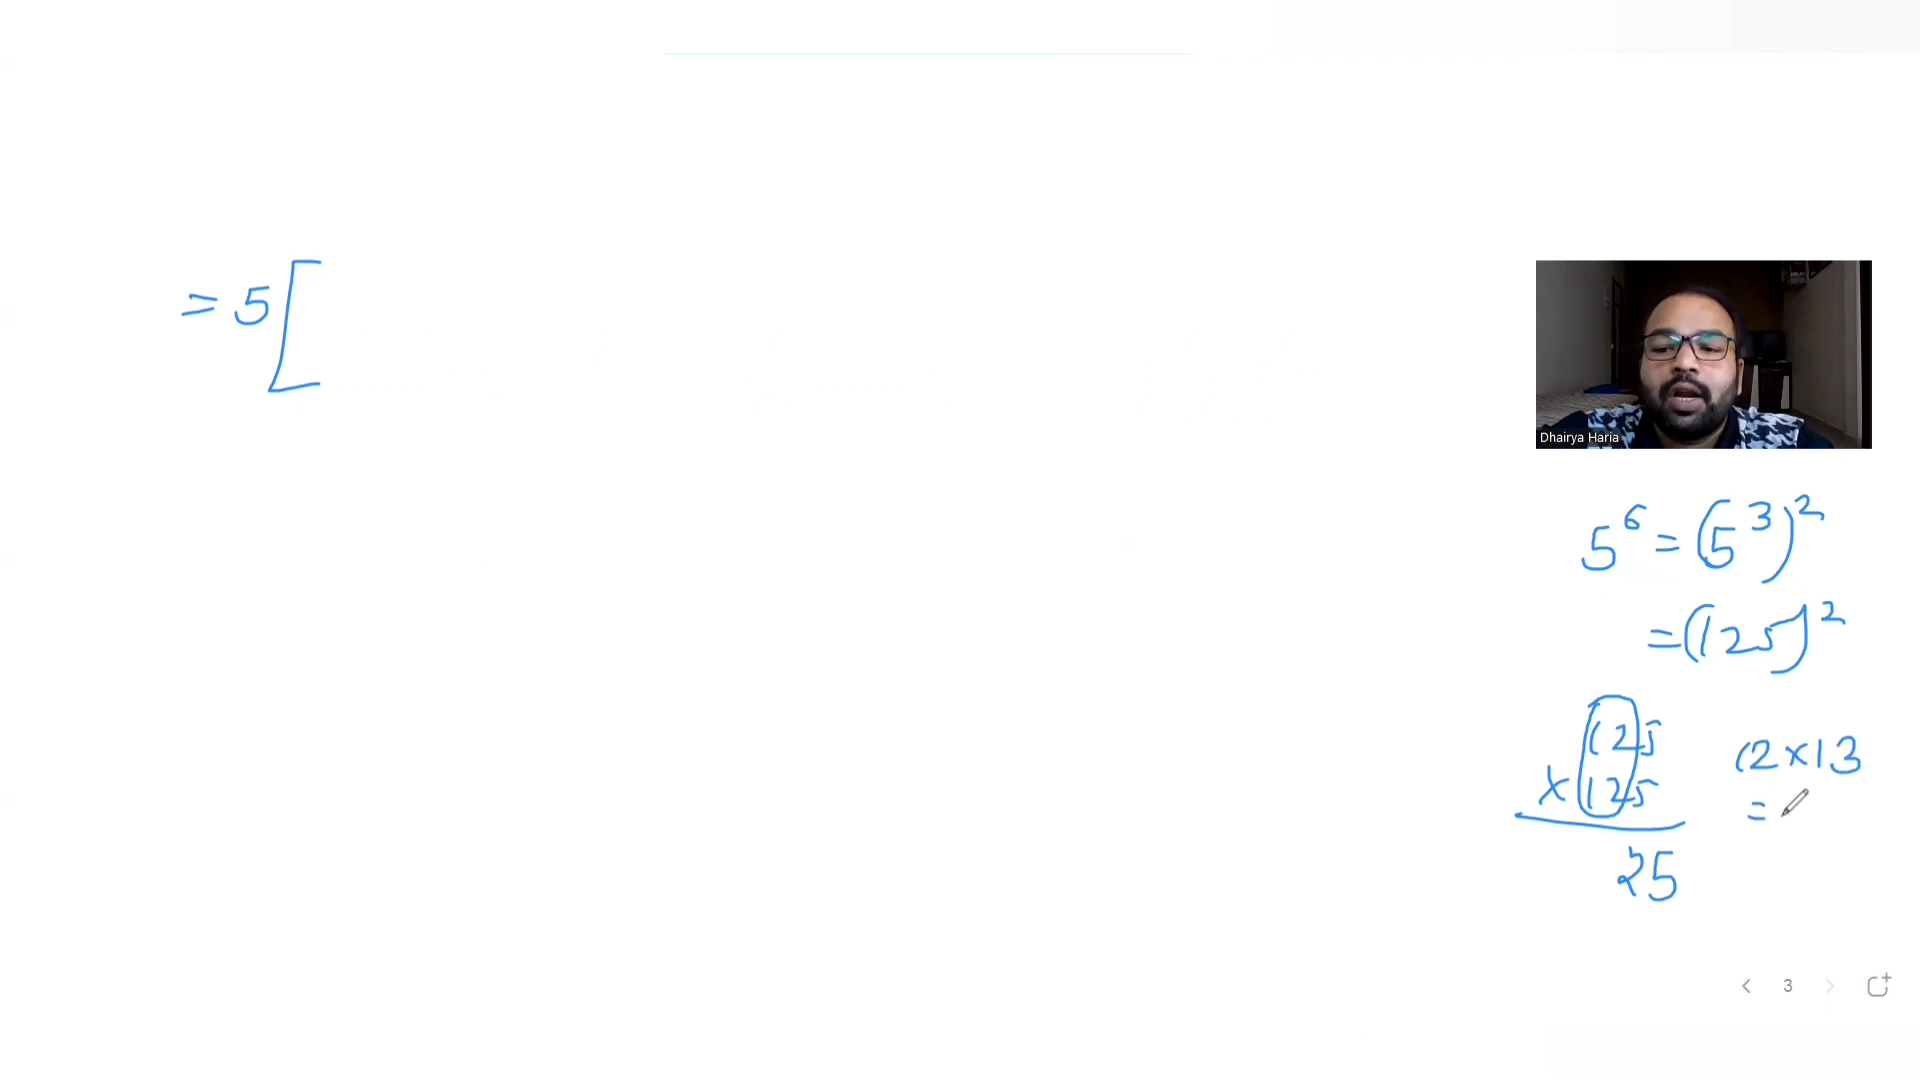 = 5 [
Dhairya Haria
5⁶ = (5³)²
= (125)²
125
× 125
25
12×13
=
3